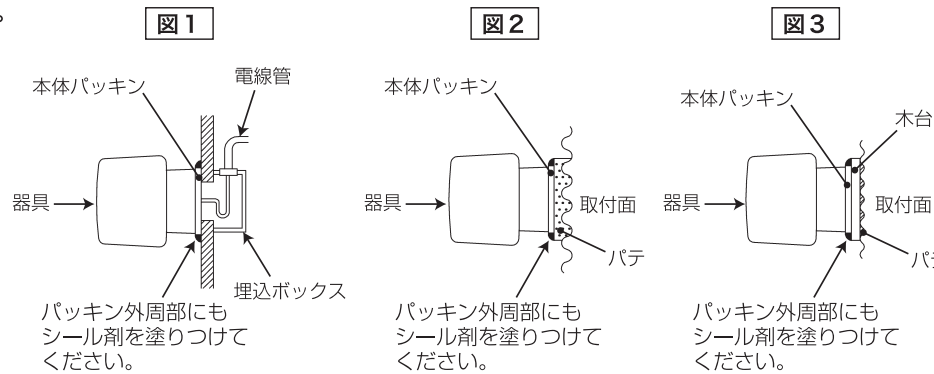 図1
電線管
本体パッキン
器具
埋込ボックス
パッキン外周部にも
シール剤を塗りつけて
ください。
図2
本体パッキン
器具
取付面
パテ
パッキン外周部にも
シール剤を塗りつけて
ください。
図3
本体パッキン
木台
器具
取付面
パッキン外周部にも
シール剤を塗りつけて
ください。